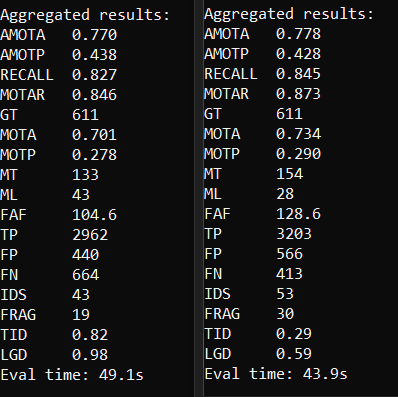 Aggregated results:
AMOTA 0.770
AMOTP 0.438
RECALL 0.827
MOTAR 0.846
GT 611
MOTA 0.701
MOTP 0.278
MT 133
ML 43
FAF 104.6
TP 2962
FP 440
FN 664
IDS 43
FRAG 19
TID 0.82
LGD 0.98
Eval time: 49.1s
Aggregated results:
AMOTA 0.778
AMOTP 0.428
RECALL 0.845
MOTAR 0.873
GT 611
MOTA 0.734
MOTP 0.290
MT 154
ML 28
FAF 128.6
TP 3203
FP 566
FN 413
IDS 53
FRAG 30
TID 0.29
LGD 0.59
Eval time: 43.9s